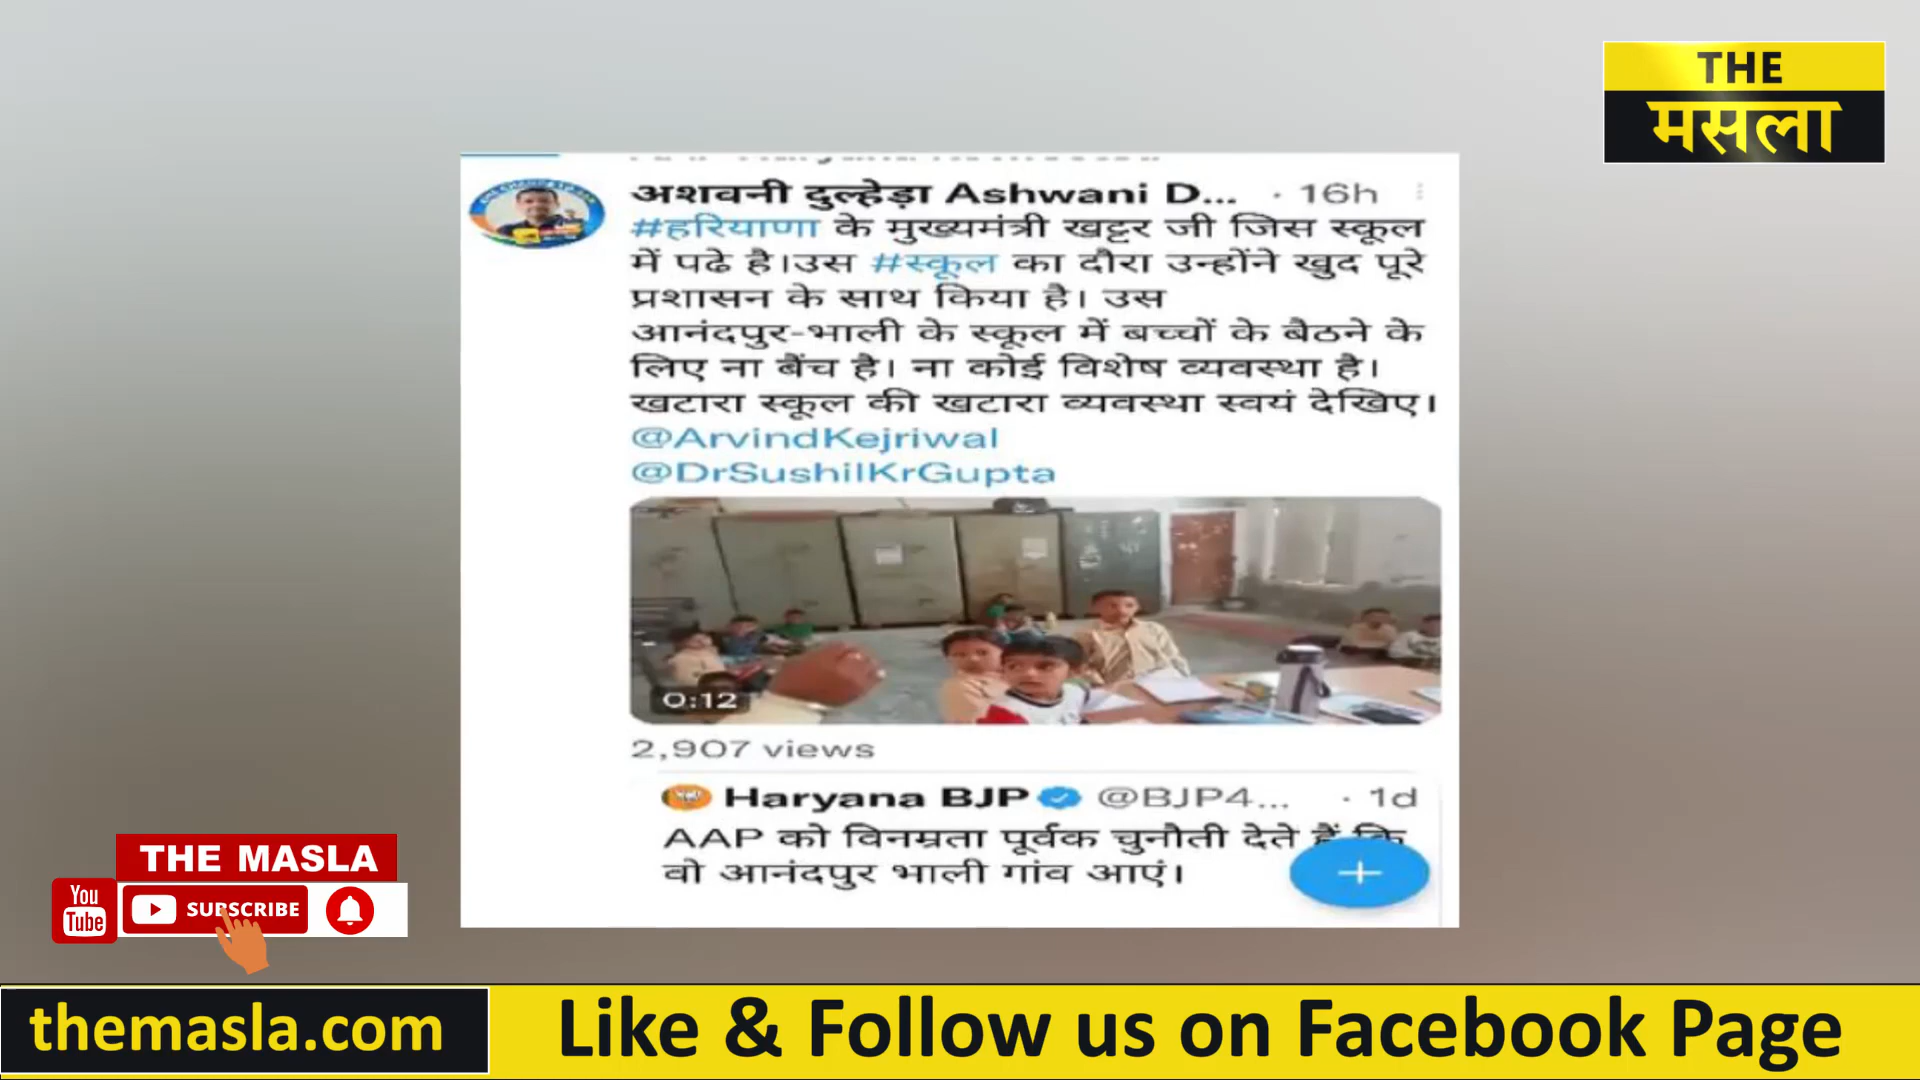 THE
मसला
अशवनी दुल्हेड़ा Ashwani D... · 16h
#हरियाणा के मुख्यमंत्री खट्टर जी जिस स्कूल
में पढे है।उस #स्कूल का दौरा उन्होंने खुद पूरे
प्रशासन के साथ किया है। उस
आनंदपुर-भाली के स्कूल में बच्चों के बैठने के
लिए ना बैंच है। ना कोई विशेष व्यवस्था है।
खटारा स्कूल की खटारा व्यवस्था स्वयं देखिए।
@ArvindKejriwal
@DrSushilKrGupta
0:12
2,907 views
Haryana BJP @BJP4... · 1d
AAP को विनम्रता पूर्वक चुनौती देते हैं कि
वो आनंदपुर भाली गांव आएं।
THE MASLA
You
Tube
SUBSCRIBE
themasla.com
Like & Follow us on Facebook Page